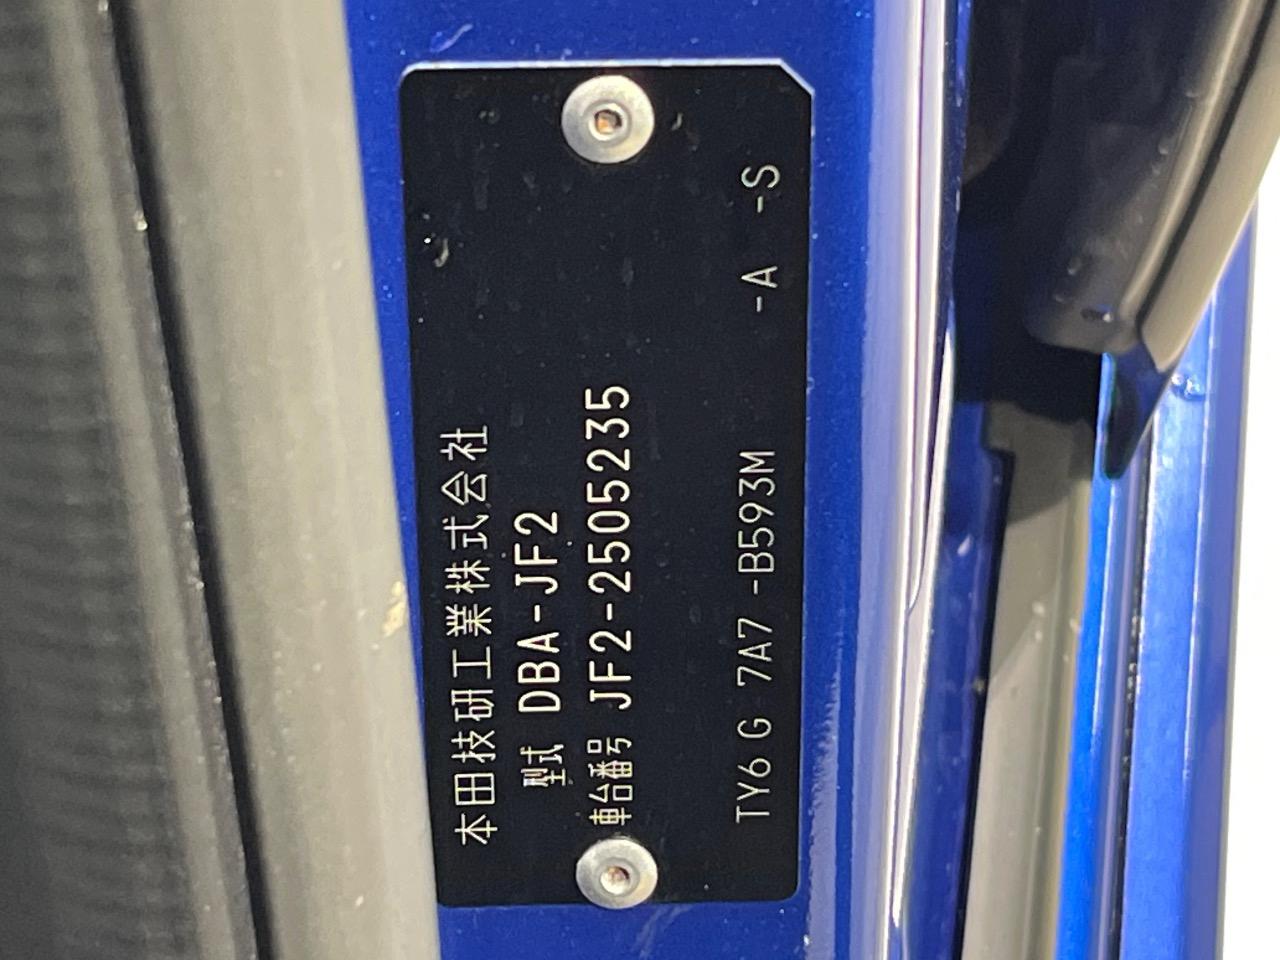 本田技研工業株式会社
型式 DBA-JF2
車台番号 JF2-2505235
TY6 G 7A7 -B593M -A -S